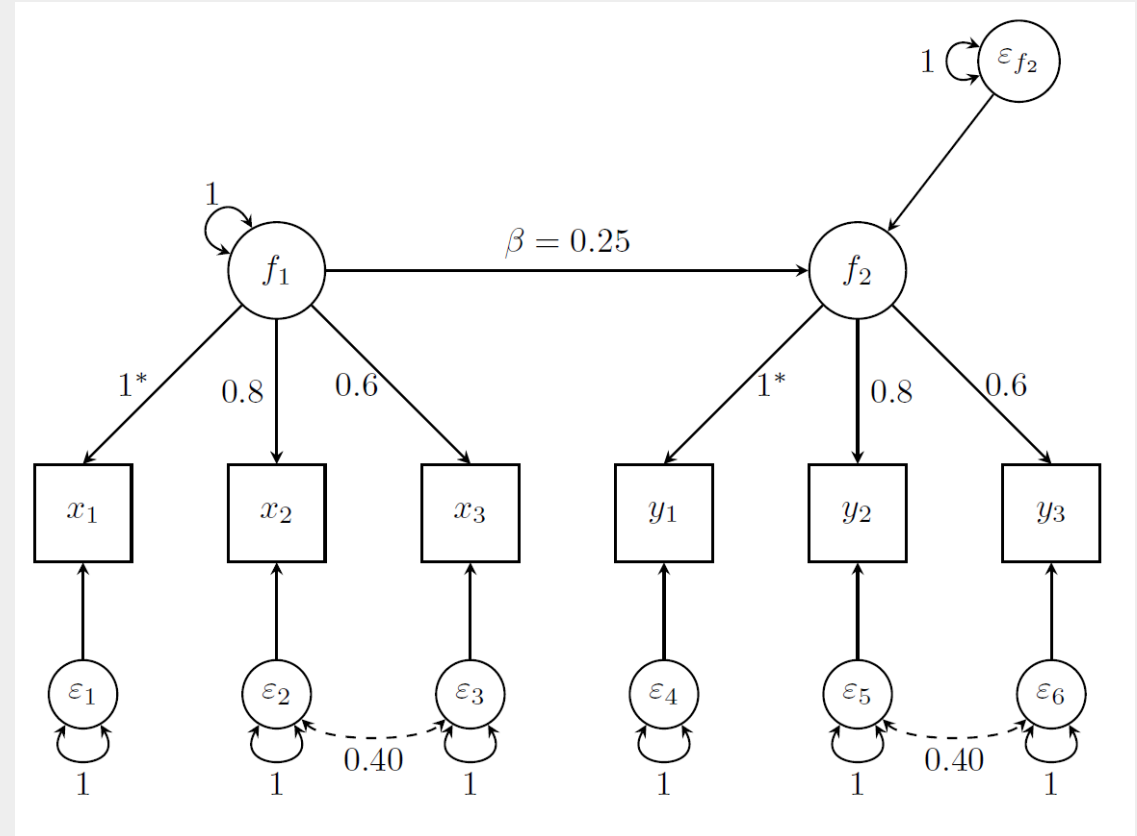 1 ε_{f_2}
1
β = 0.25
f_1 f_2
1* 0.8 0.6 1* 0.8 0.6
x_1 x_2 x_3 y_1 y_2 y_3
ε_1 ε_2 ε_3 ε_4 ε_5 ε_6
0.40 0.40
1 1 1 1 1 1